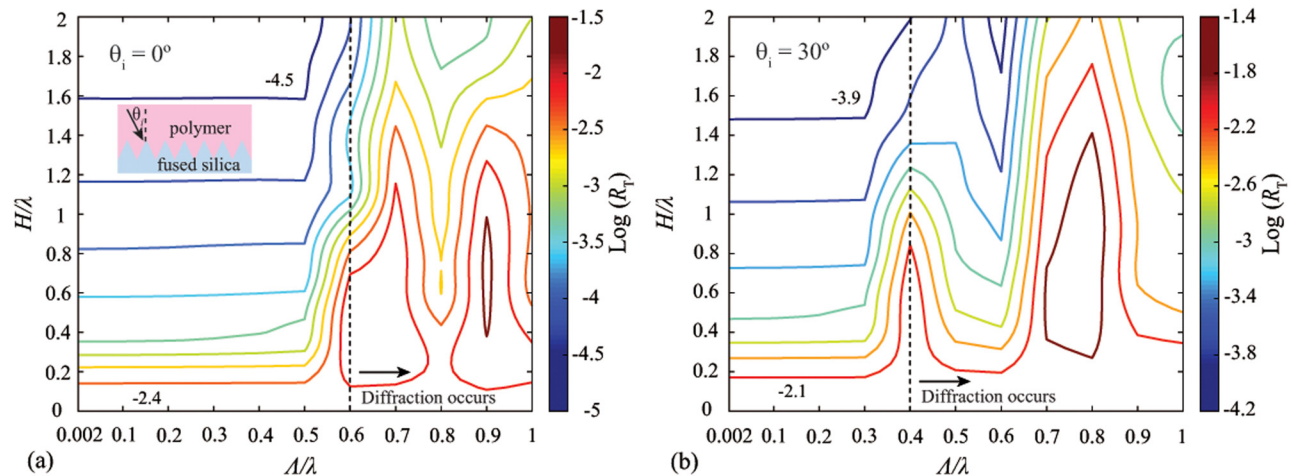 2
1.8
1.6
1.4
1.2
1
0.8
0.6
0.4
0.2
0
H/λ
θi = 0º
-4.5
θi
polymer
fused silica
-2.4
Diffraction occurs
0.002 0.1 0.2 0.3 0.4 0.5 0.6 0.7 0.8 0.9 1
Λ/λ
(a)
-1.5
-2
-2.5
-3
-3.5
-4
-4.5
-5
Log (RT)
2
1.8
1.6
1.4
1.2
1
0.8
0.6
0.4
0.2
0
H/λ
θi = 30º
-3.9
-2.1
Diffraction occurs
0.002 0.1 0.2 0.3 0.4 0.5 0.6 0.7 0.8 0.9 1
Λ/λ
(b)
-1.4
-1.8
-2.2
-2.6
-3
-3.4
-3.8
-4.2
Log (RT)